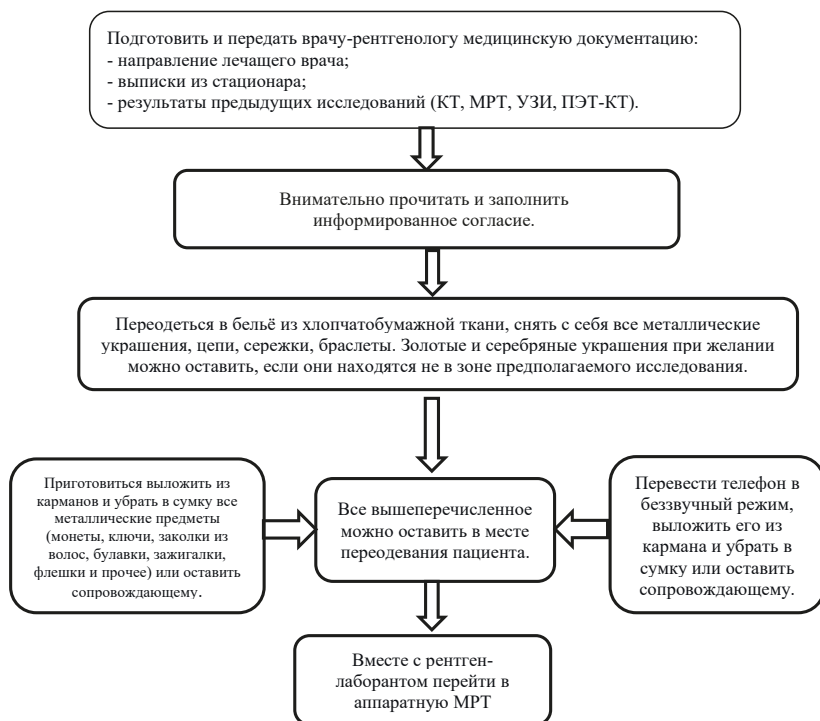 Подготовить и передать врачу-рентгенологу медицинскую документацию:
- направление лечащего врача;
- выписки из стационара;
- результаты предыдущих исследований (КТ, МРТ, УЗИ, ПЭТ-КТ).
Внимательно прочитать и заполнить
информированное согласие.
Переодеться в бельё из хлопчатобумажной ткани, снять с себя все металлические
украшения, цепи, сережки, браслеты. Золотые и серебряные украшения при желании
можно оставить, если они находятся не в зоне предполагаемого исследования.
Приготовиться выложить из
карманов и убрать в сумку все
металлические предметы
(монеты, ключи, заколки из
волос, булавки, зажигалки,
флешки и прочее) или оставить
сопровождающему.
Все вышеперечисленное
можно оставить в месте
переодевания пациента.
Перевести телефон в
беззвучный режим,
выложить его из
кармана и убрать в
сумку или оставить
сопровождающему.
Вместе с рентген-
лаборантом перейти в
аппаратную МРТ